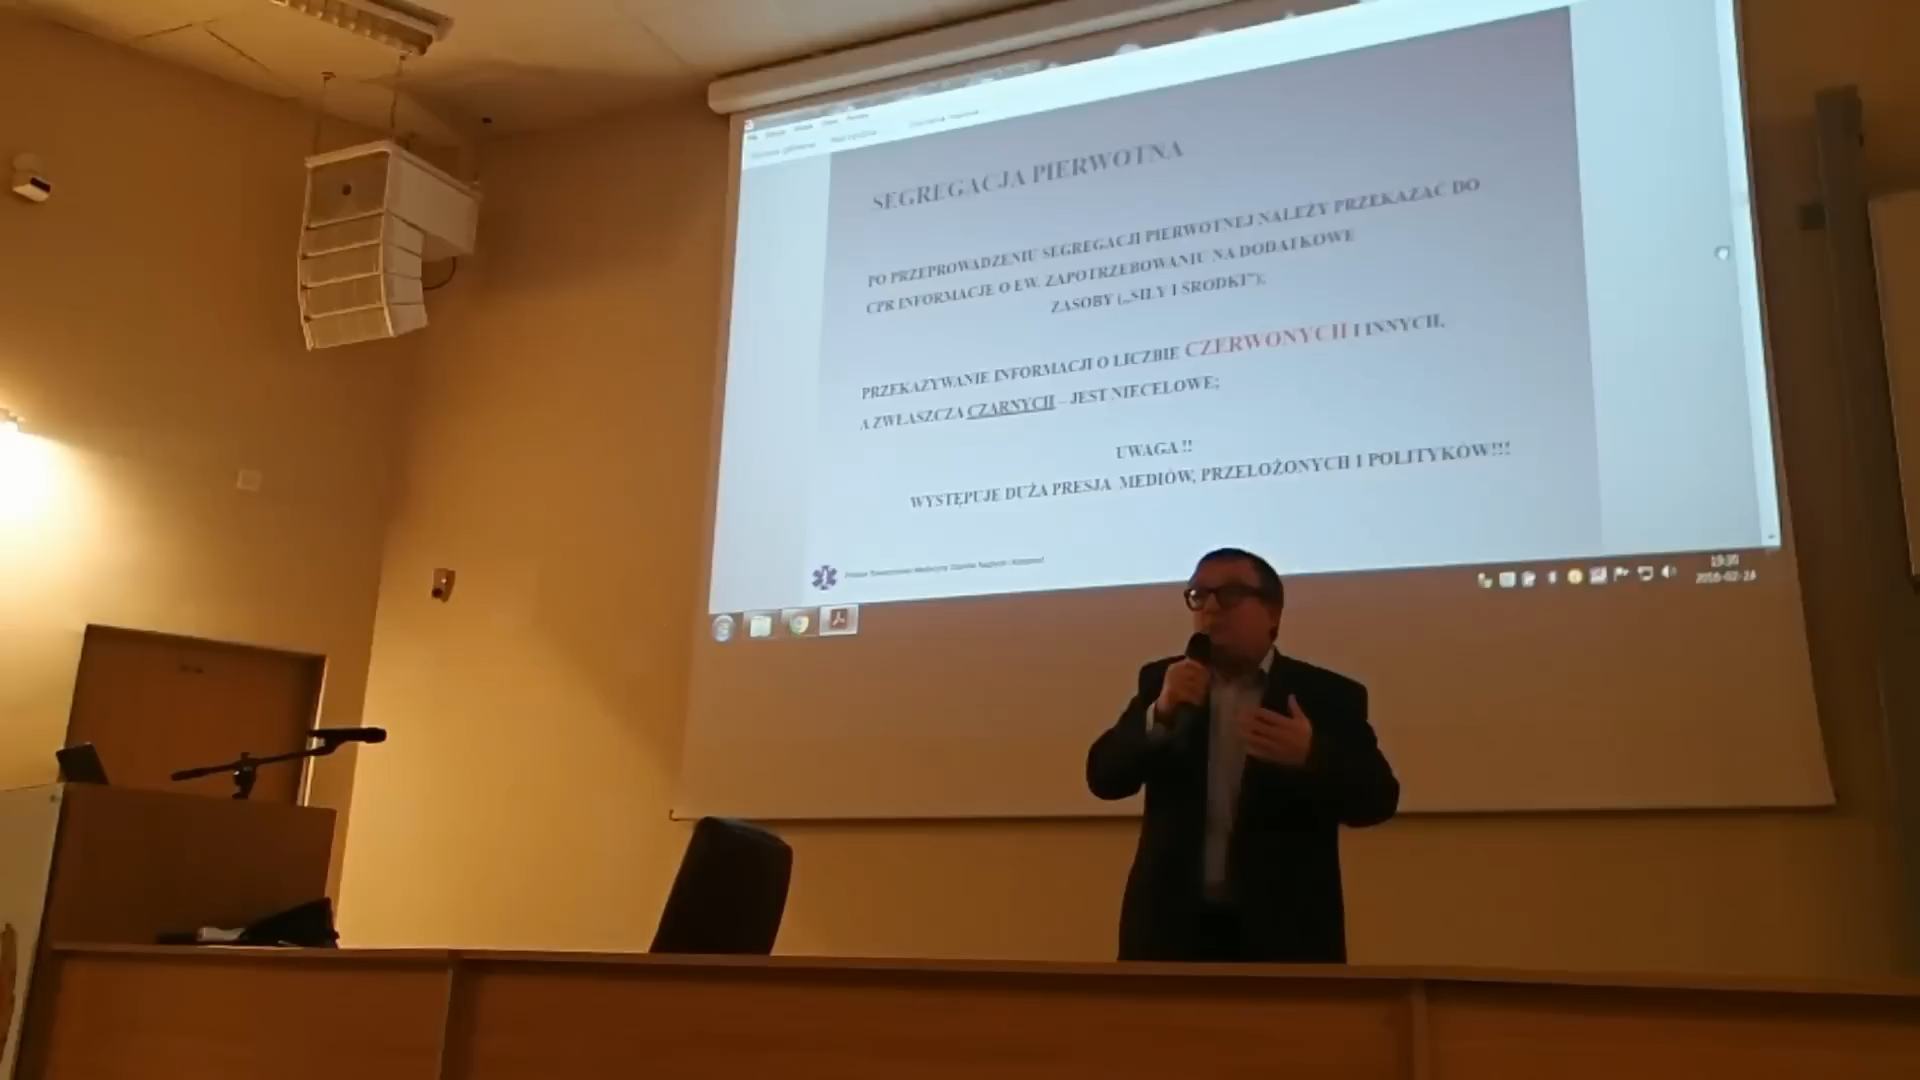 SEGREGACJA PIERWOTNA
PO PRZEPROWADZENIU SEGREGACJI PIERWOTNEJ NALEŻY PRZEKAZAĆ DO
CPR INFORMACJE O EW. ZAPOTRZEBOWANIU NA DODATKOWE
ZASOBY („SIŁY I ŚRODKI");
PRZEKAZYWANIE INFORMACJI O LICZBIE CZERWONYCH I INNYCH,
A ZWŁASZCZA CZARNYCH – JEST NIECELOWE;
UWAGA !!
WYSTĘPUJE DUŻA PRESJA MEDIÓW, PRZEŁOŻONYCH I POLITYKÓW!!!